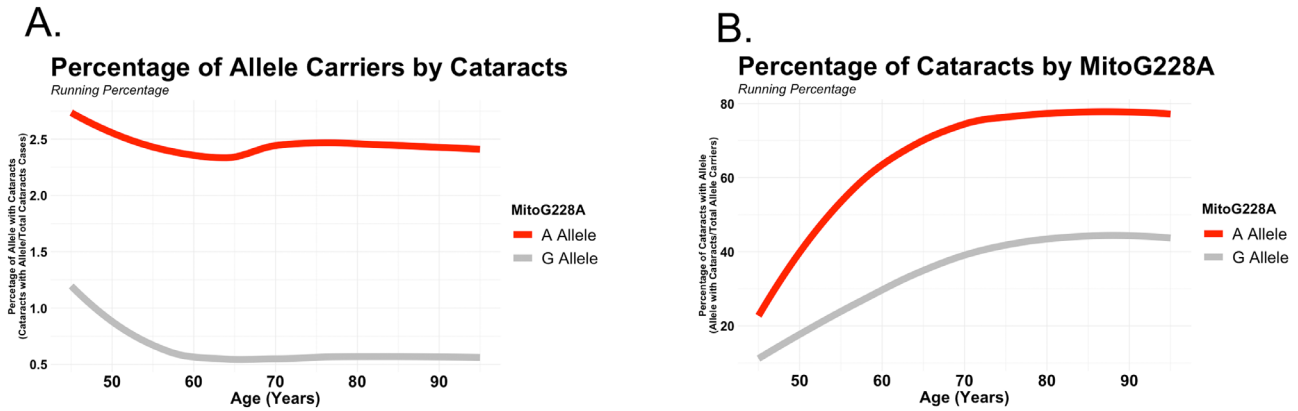 A.
Percentage of Allele Carriers by Cataracts
Running Percentage
Percetage of Allele with Cataracts
(Cataracts with Allele/Total Cataracts Cases)
2.5
2.0
1.5
1.0
0.5
50
60
70
80
90
Age (Years)
MitoG228A
A Allele
G Allele
B.
Percentage of Cataracts by MitoG228A
Running Percentage
Percentage of Cataracts with Allele
(Allele with Cataracts/Total Allele Carriers)
80
60
40
20
50
60
70
80
90
Age (Years)
MitoG228A
A Allele
G Allele